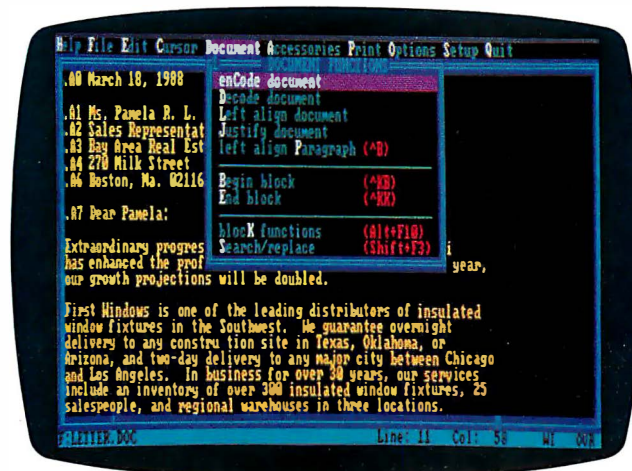 Help File Edit Cursor Document Accessories Print Options Setup Quit
DOCUMENT FUNCTIONS
enCode document
Decode document
Left align document
Justify document
left align Paragraph (^B)
Begin block (^KB)
End block (^KK)
blocK functions (Alt+F10)
Search/replace (Shift+F3)
.A0 March 18, 1988
.A1 Ms. Pamela R. L.
.A2 Sales Representat
.A3 Bay Area Real Est
.A4 270 Milk Street
.A6 Boston, Ma. 02116
.A7 Dear Pamela:
Extraordinary progres i
has enhanced the prof year,
our growth projections will be doubled.
First Windows is one of the leading distributors of insulated
window fixtures in the Southwest. We guarantee overnight
delivery to any constru tion site in Texas, Oklahoma, or
Arizona, and two-day delivery to any major city between Chicago
and Los Angeles. In business for over 30 years, our services
include an inventory of over 300 insulated window fixtures, 25
salespeople, and regional warehouses in three locations.
LETTER.DOC Line: 11 Col: 58 WI